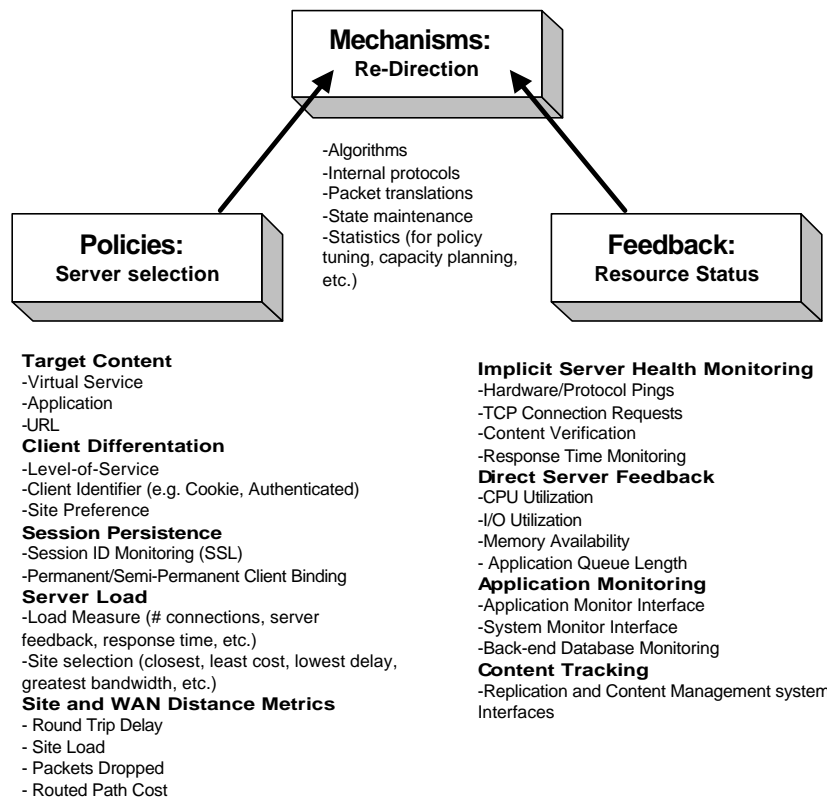 Mechanisms:
Re-Direction
-Algorithms
-Internal protocols
-Packet translations
-State maintenance
-Statistics (for policy
tuning, capacity planning,
etc.)
Policies:
Server selection
Feedback:
Resource Status
Target Content
-Virtual Service
-Application
-URL
Client Differentation
-Level-of-Service
-Client Identifier (e.g. Cookie, Authenticated)
-Site Preference
Session Persistence
-Session ID Monitoring (SSL)
-Permanent/Semi-Permanent Client Binding
Server Load
-Load Measure (# connections, server
feedback, response time, etc.)
-Site selection (closest, least cost, lowest delay,
greatest bandwidth, etc.)
Site and WAN Distance Metrics
- Round Trip Delay
- Site Load
- Packets Dropped
- Routed Path Cost
Implicit Server Health Monitoring
-Hardware/Protocol Pings
-TCP Connection Requests
-Content Verification
-Response Time Monitoring
Direct Server Feedback
-CPU Utilization
-I/O Utilization
-Memory Availability
- Application Queue Length
Application Monitoring
-Application Monitor Interface
-System Monitor Interface
-Back-end Database Monitoring
Content Tracking
-Replication and Content Management system
Interfaces